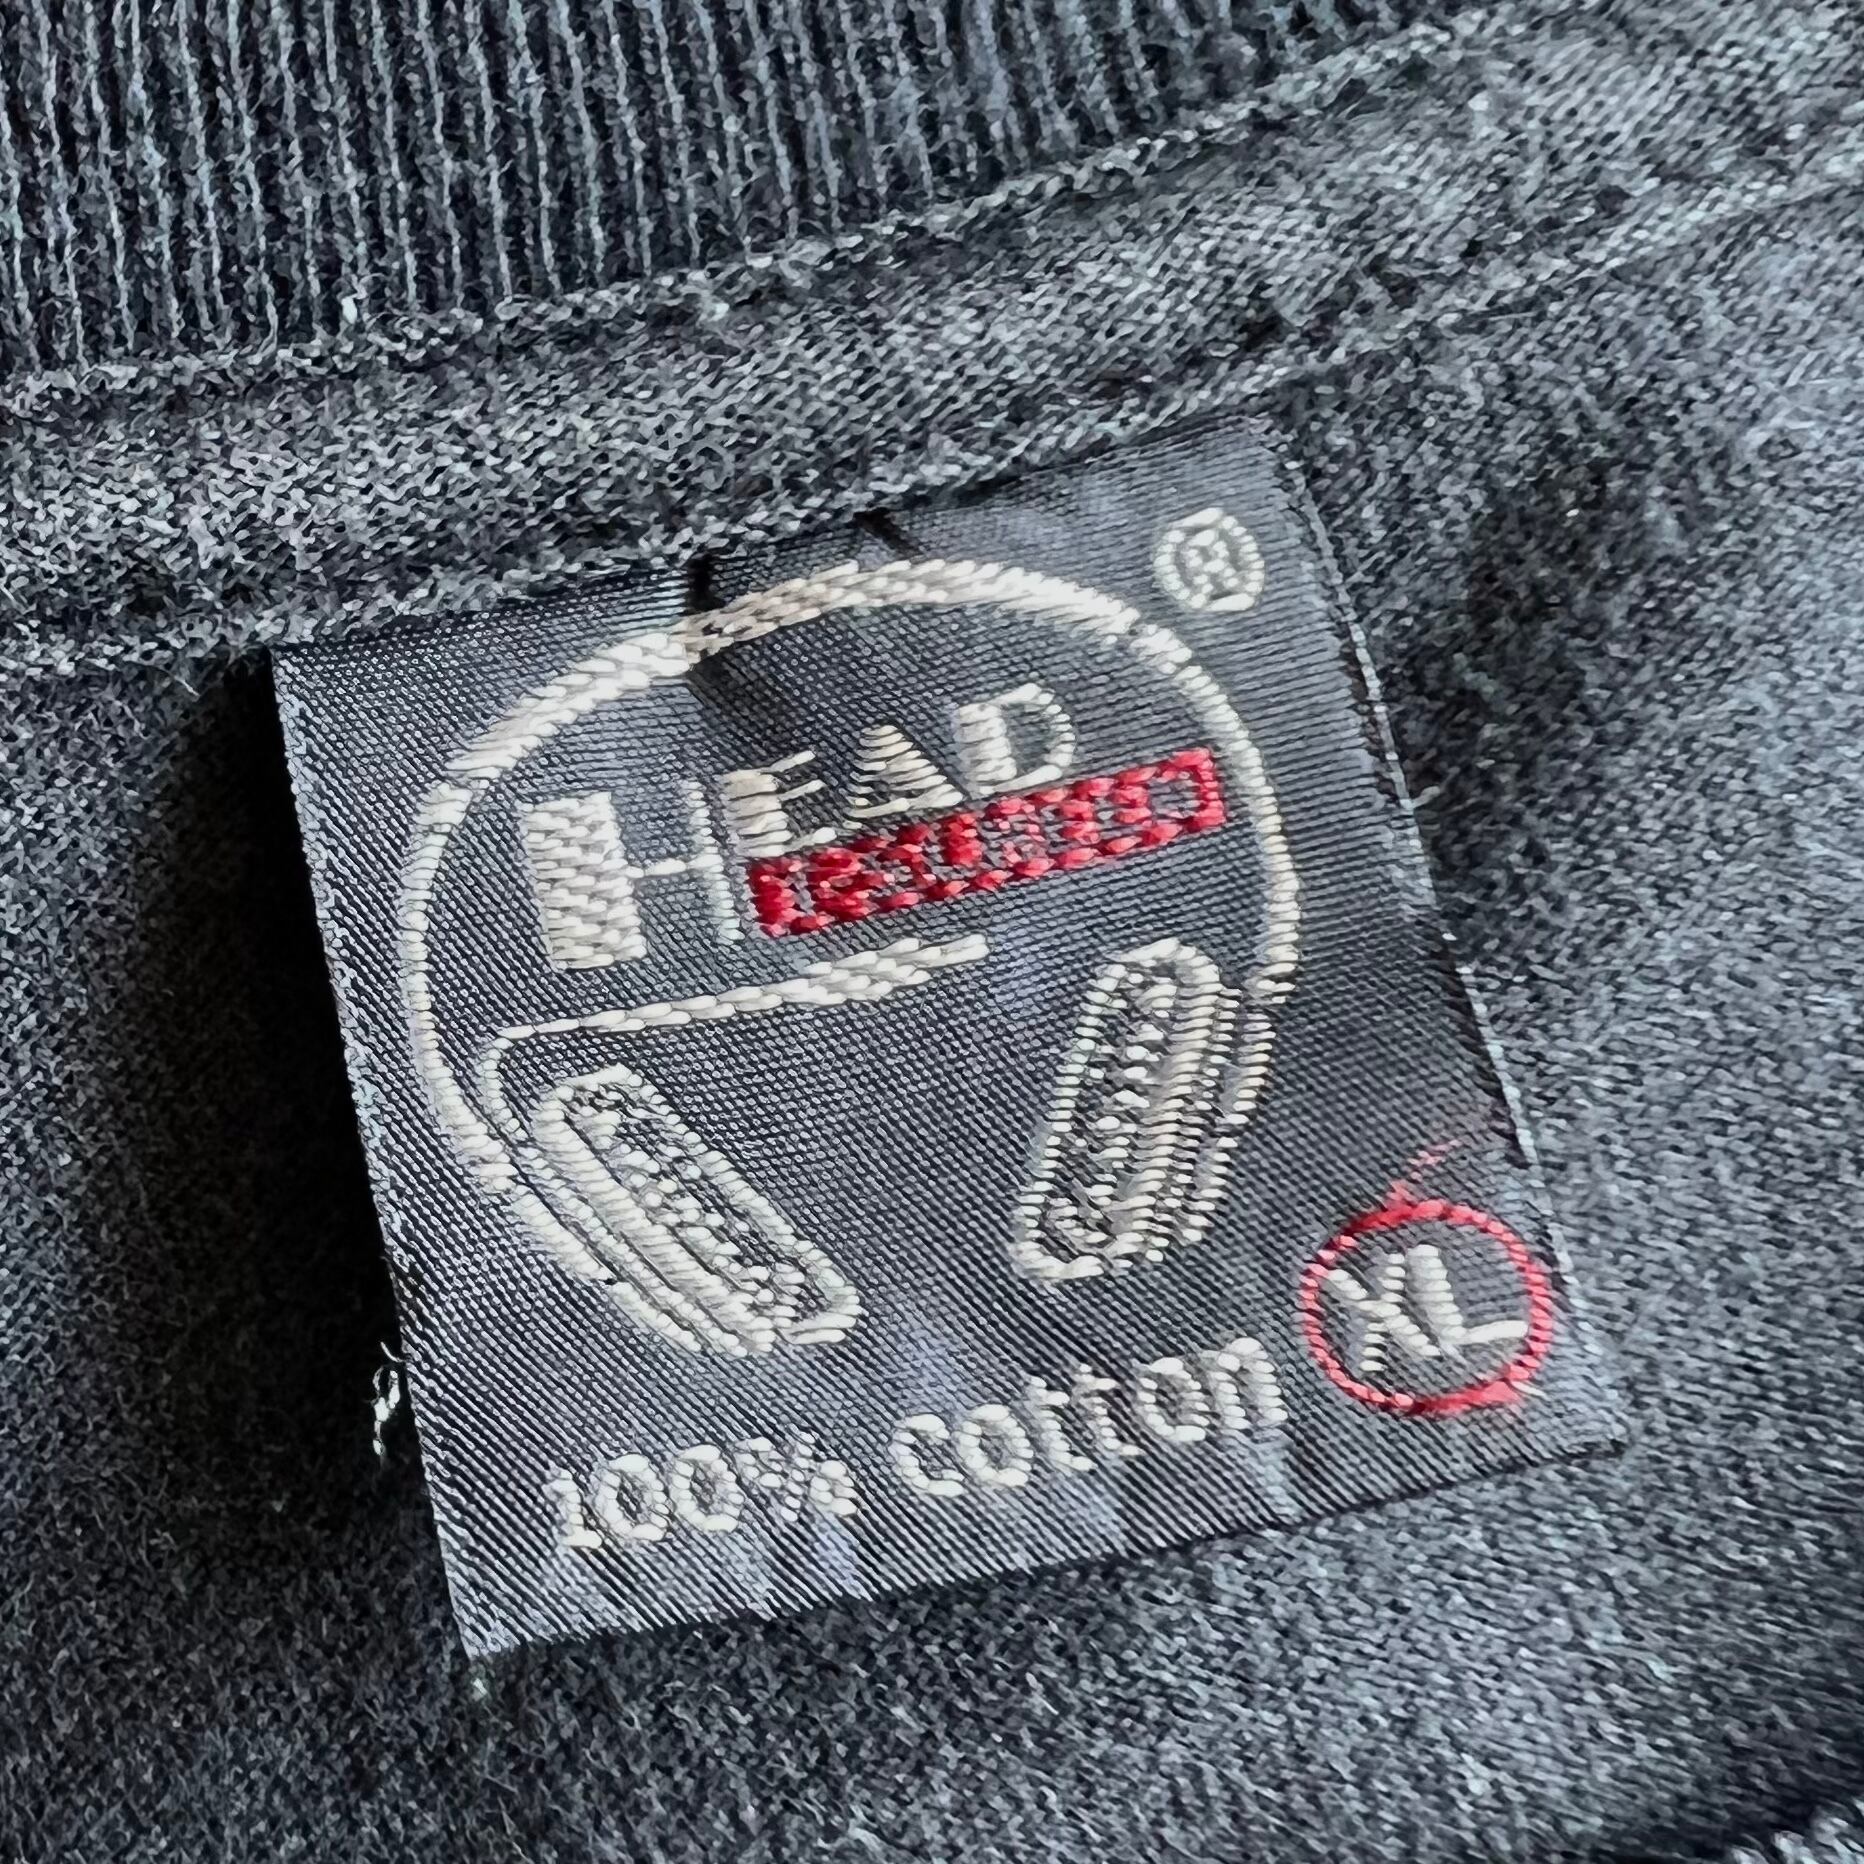 ®
HEAD
XL
100% cotton